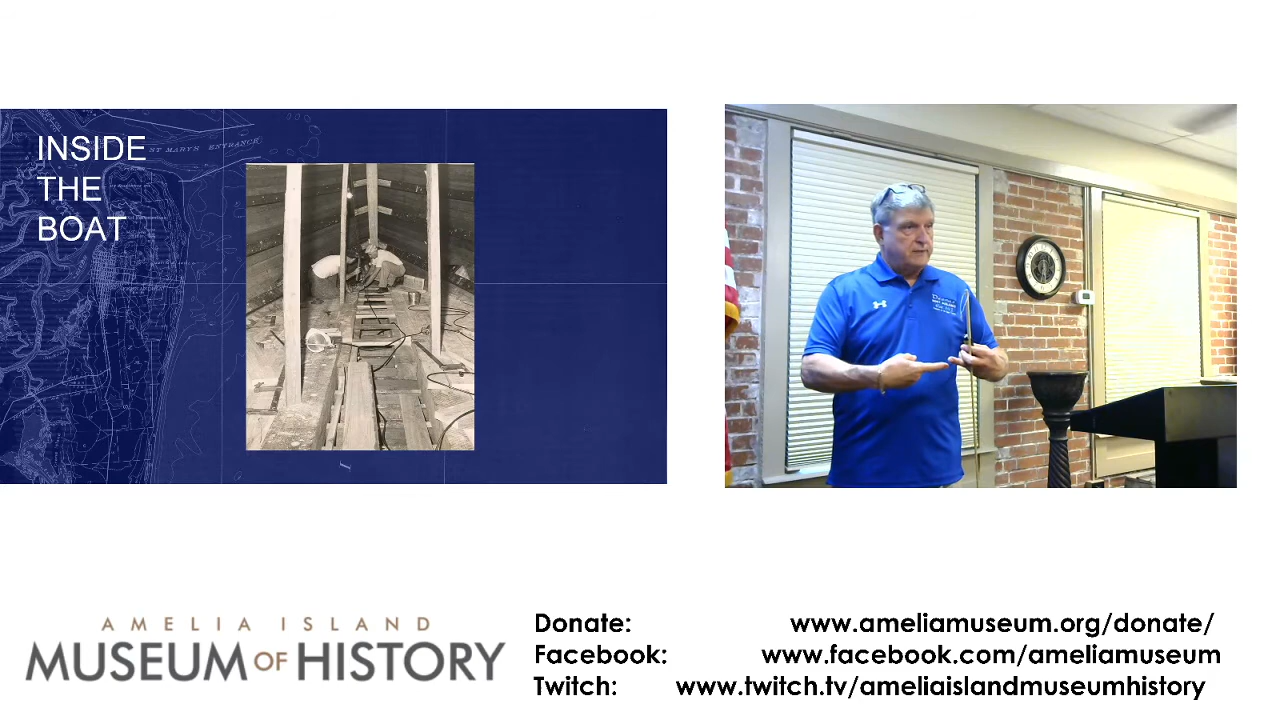 INSIDE
THE
BOAT
ST MARYS ENTRANCE
AMELIA ISLAND
MUSEUM OF HISTORY
Donate: www.ameliamuseum.org/donate/
Facebook: www.facebook.com/ameliamuseum
Twitch: www.twitch.tv/ameliaislandmuseumhistory